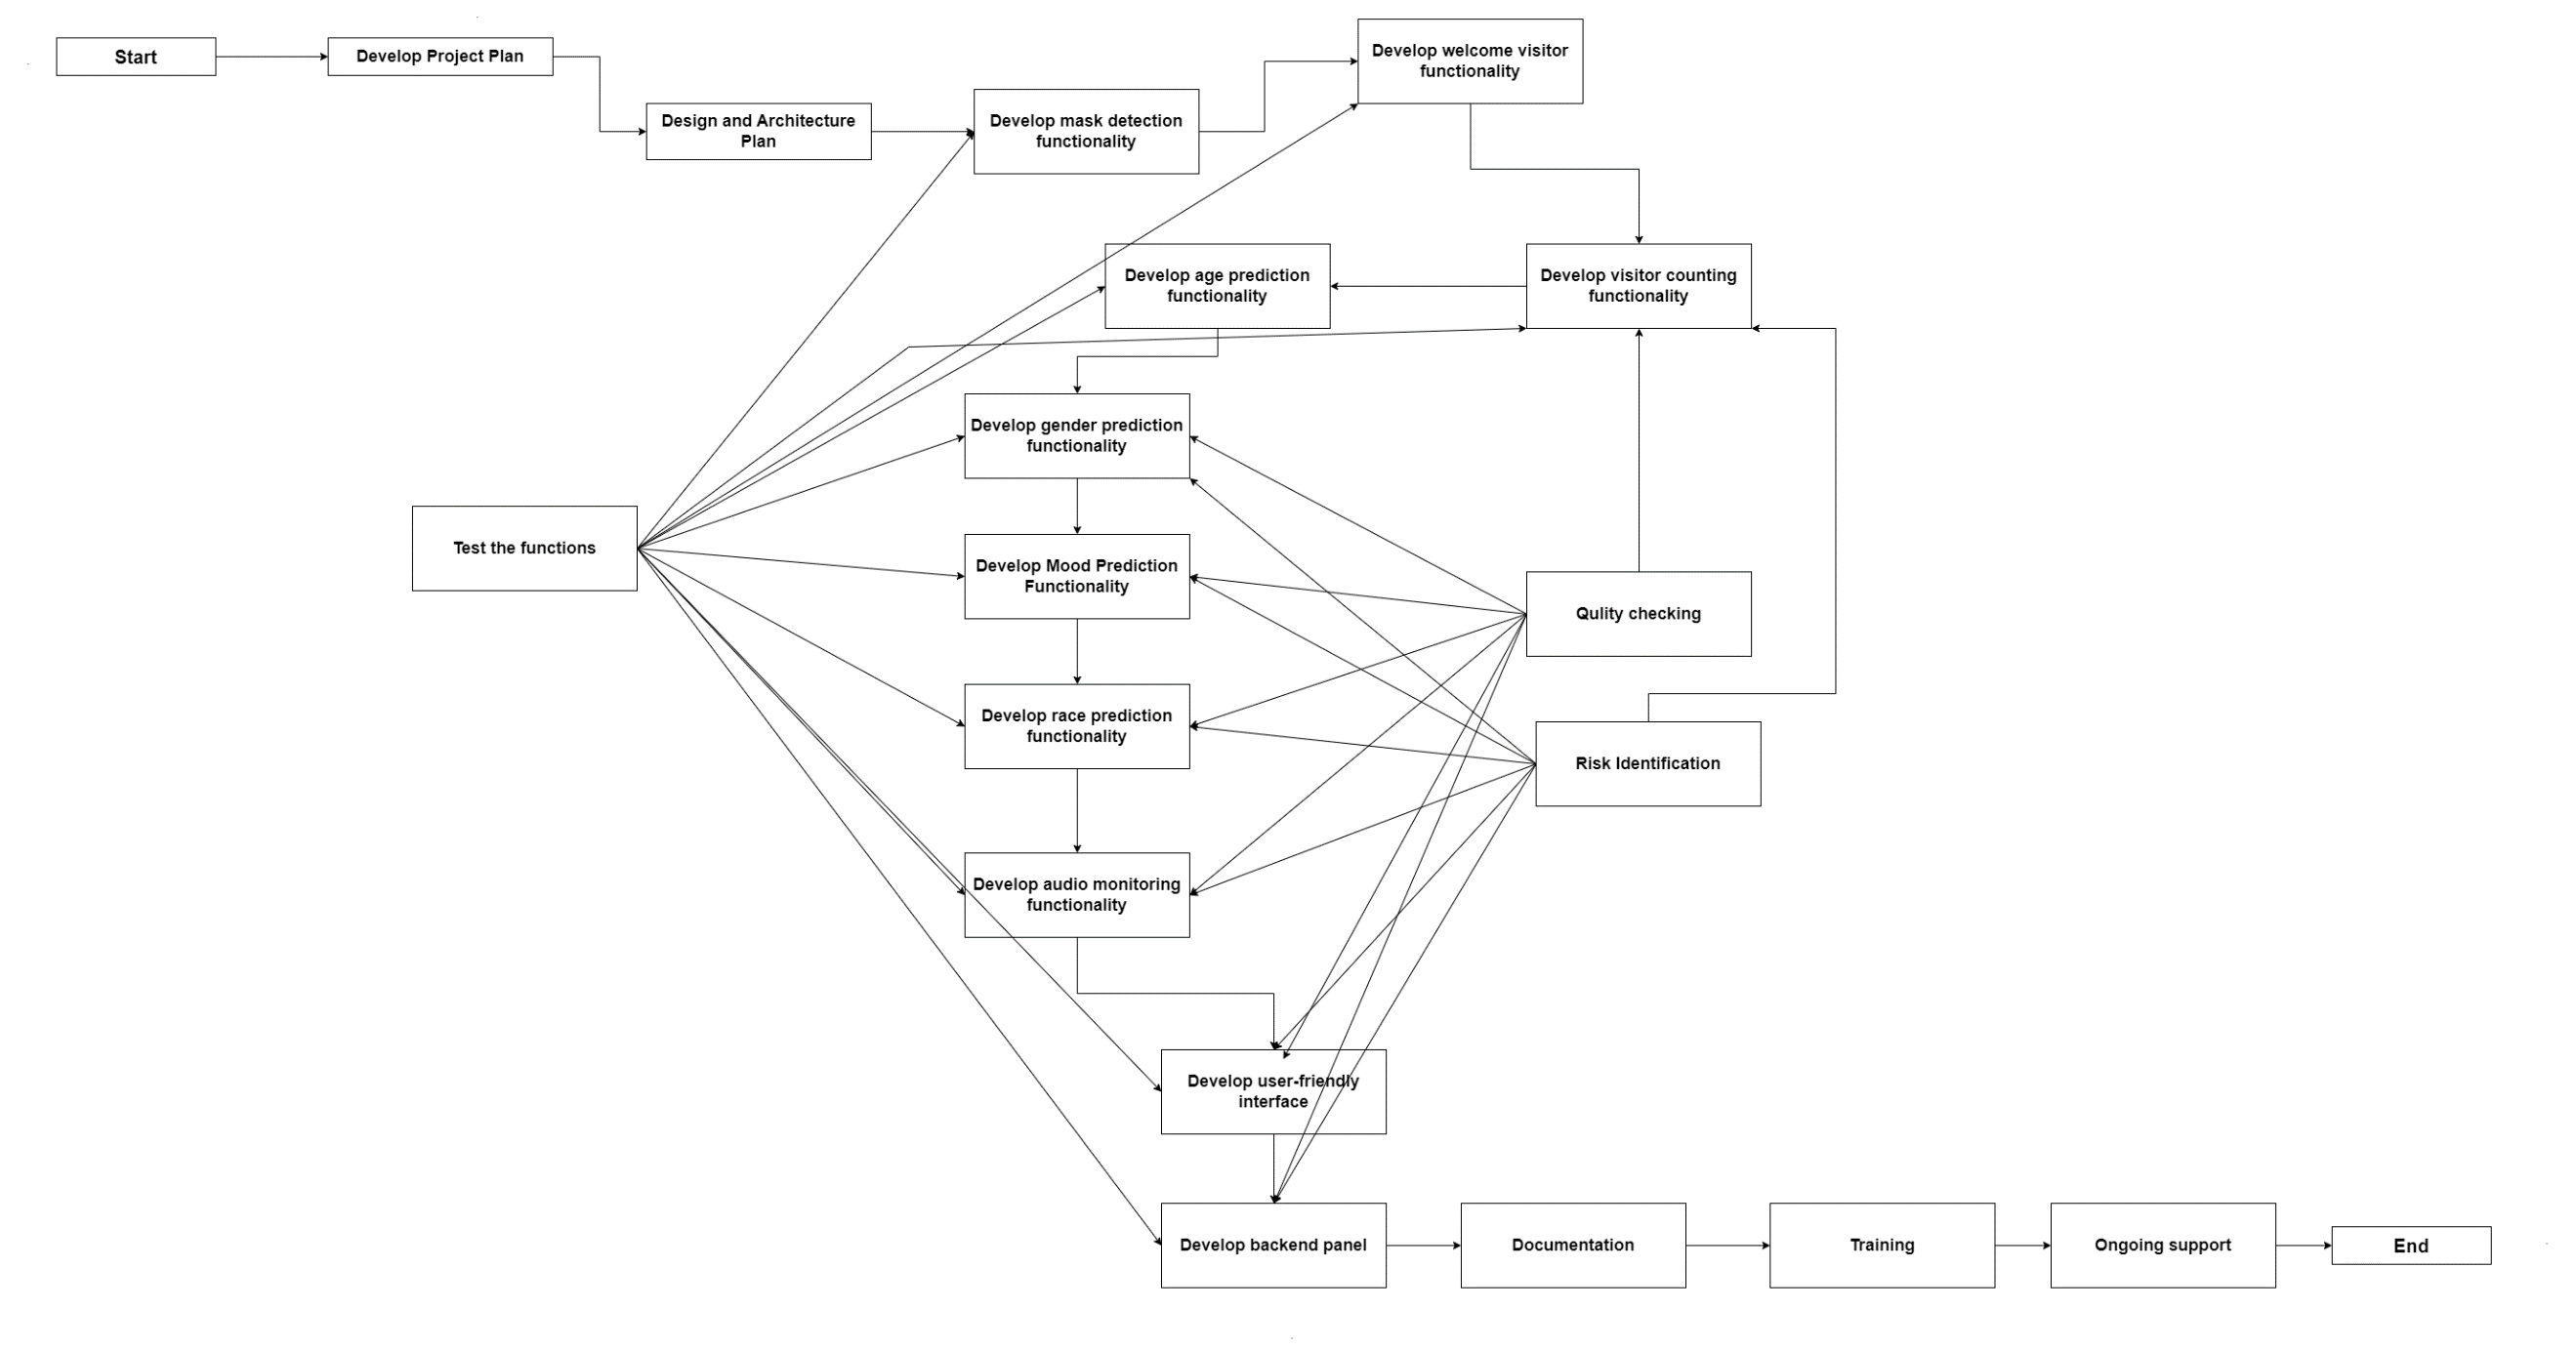 Start
Develop Project Plan
Design and Architecture
Plan
Develop mask detection
functionality
Develop welcome visitor
functionality
Develop age prediction
functionality
Develop visitor counting
functionality
Develop gender prediction
functionality
Test the functions
Develop Mood Prediction
Functionality
Qulity checking
Develop race prediction
functionality
Risk Identification
Develop audio monitoring
functionality
Develop user-friendly
interface
Develop backend panel
Documentation
Training
Ongoing support
End